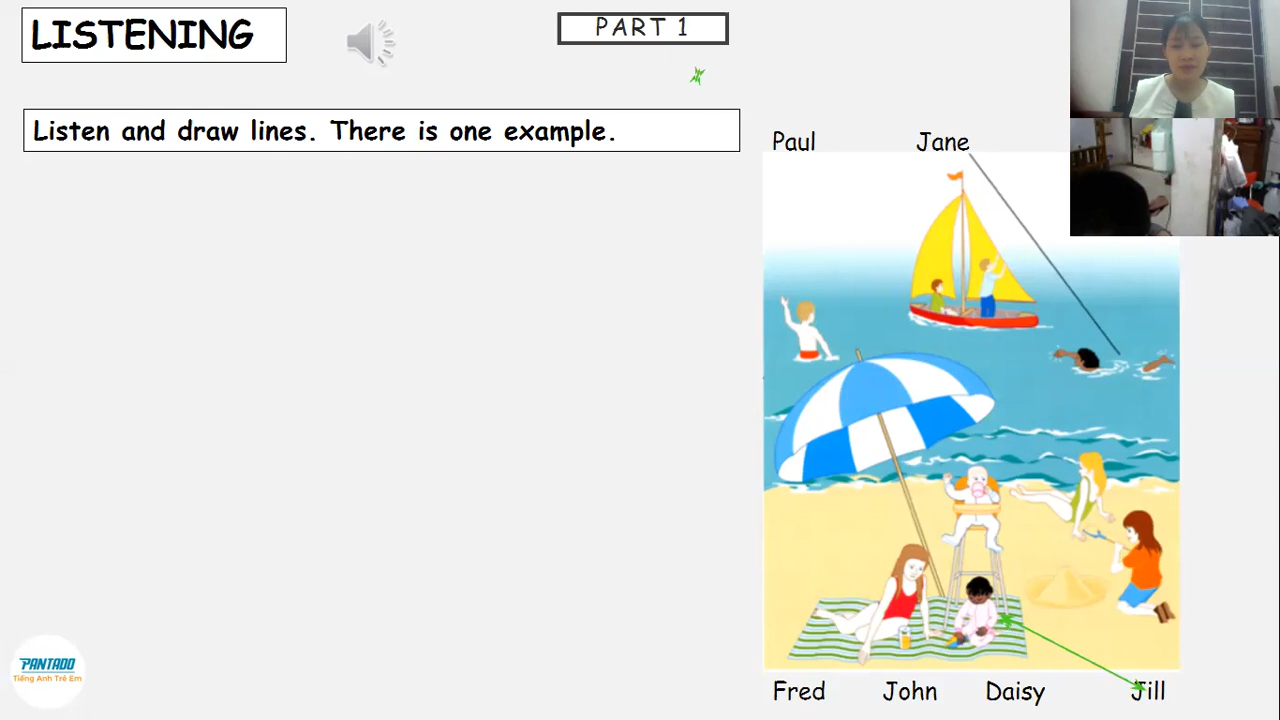 LISTENING
PART 1
Listen and draw lines. There is one example.
Paul Jane
Fred John Daisy Jill
PANTADO
Tiếng Anh Trẻ Em